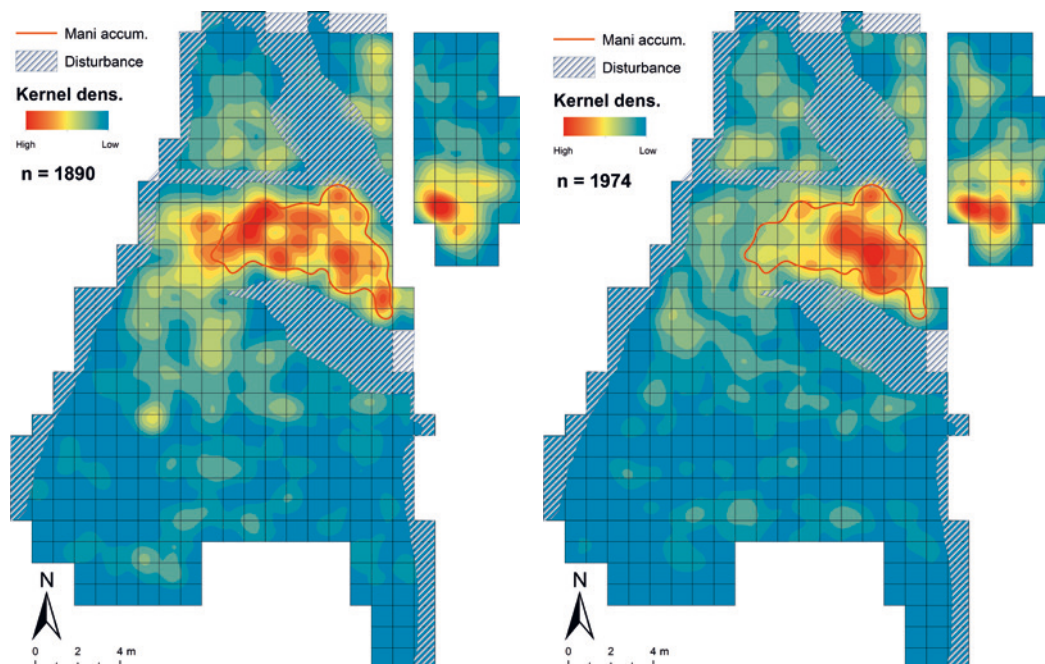 Mani accum.
Disturbance
Kernel dens.
High Low
n = 1890
N
0 2 4 m
Mani accum.
Disturbance
Kernel dens.
High Low
n = 1974
N
0 2 4 m